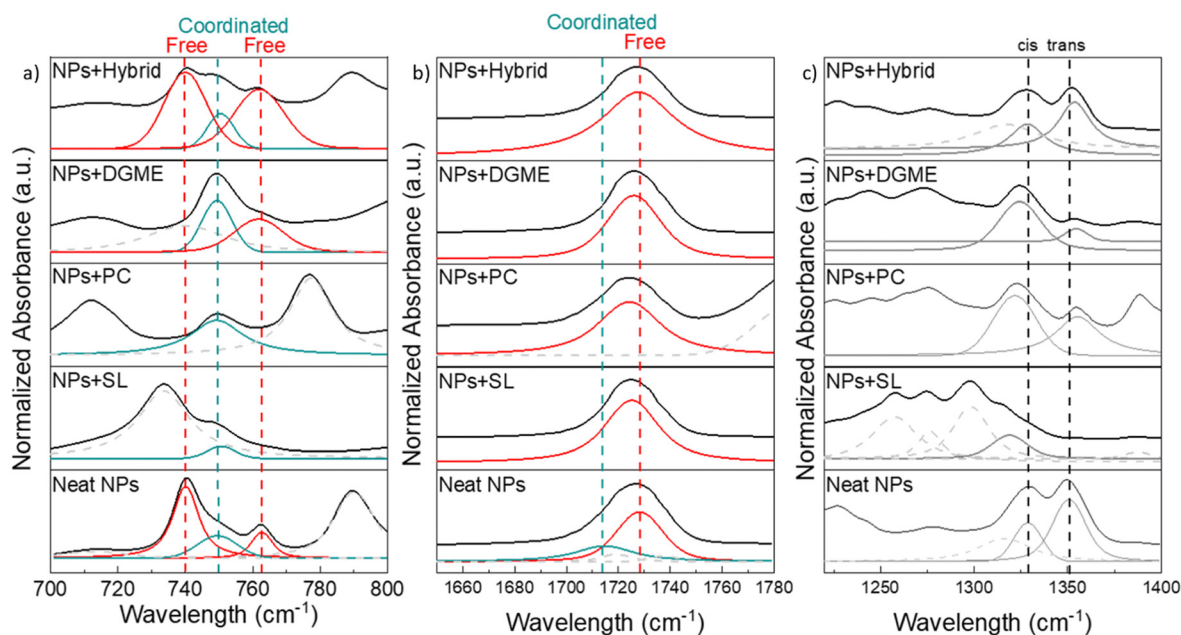 a)
Coordinated
Free Free
NPs+Hybrid
NPs+DGME
NPs+PC
NPs+SL
Neat NPs
Normalized Absorbance (a.u.)
700 720 740 760 780 800
Wavelength (cm-1)
b)
Coordinated
Free
NPs+Hybrid
NPs+DGME
NPs+PC
NPs+SL
Neat NPs
Normalized Absorbance (a.u.)
1660 1680 1700 1720 1740 1760 1780
Wavelength (cm-1)
c)
cis trans
NPs+Hybrid
NPs+DGME
NPs+PC
NPs+SL
Neat NPs
Normalized Absorbance (a.u.)
1250 1300 1350 1400
Wavelength (cm-1)